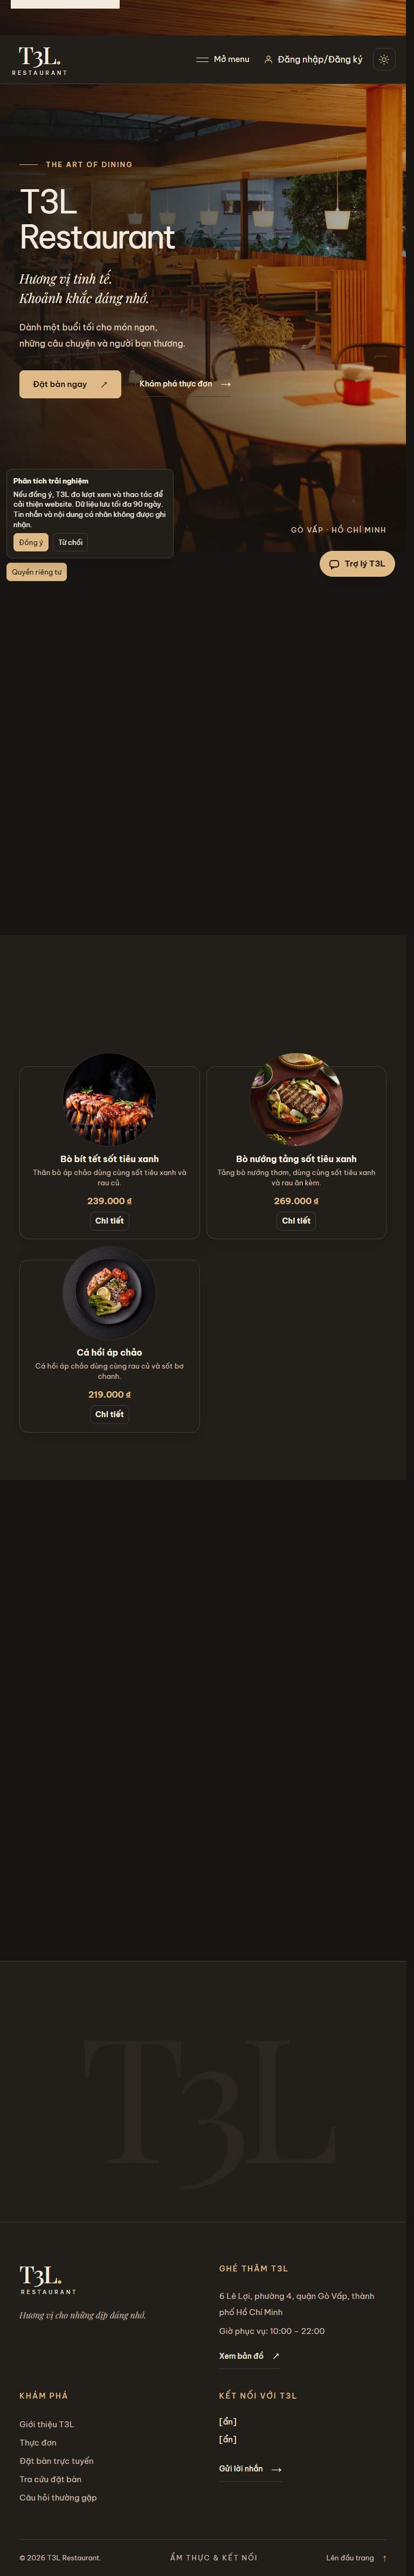 T3L.
RESTAURANT
Mở menu
Đăng nhập/Đăng ký
THE ART OF DINING
T3L
Restaurant
Hương vị tinh tế.
Khoảnh khắc đáng nhớ.
Dành một buổi tối cho món ngon,
những câu chuyện và người bạn thương.
Đặt bàn ngay ↗
Khám phá thực đơn →
Phân tích trải nghiệm
Nếu đồng ý, T3L đo lượt xem và thao tác để
cải thiện website. Dữ liệu lưu tối đa 90 ngày.
Tin nhắn và nội dung cá nhân không được ghi
nhận.
Đồng ý
Từ chối
Quyền riêng tư
GÒ VẤP · HỒ CHÍ MINH
Trợ lý T3L
Bò bít tết sốt tiêu xanh
Thăn bò áp chảo dùng cùng sốt tiêu xanh và
rau củ.
239.000 ₫
Chi tiết
Bò nướng tảng sốt tiêu xanh
Tảng bò nướng thơm, dùng cùng sốt tiêu xanh
và rau ăn kèm.
269.000 ₫
Chi tiết
Cá hồi áp chảo
Cá hồi áp chảo dùng cùng rau củ và sốt bơ
chanh.
219.000 ₫
Chi tiết
T3L
T3L.
RESTAURANT
Hương vị cho những dịp đáng nhớ.
GHÉ THĂM T3L
6 Lê Lợi, phường 4, quận Gò Vấp, thành
phố Hồ Chí Minh
Giờ phục vụ: 10:00 – 22:00
Xem bản đồ ↗
KHÁM PHÁ
Giới thiệu T3L
Thực đơn
Đặt bàn trực tuyến
Tra cứu đặt bàn
Câu hỏi thường gặp
KẾT NỐI VỚI T3L
[ẩn]
[ẩn]
Gửi lời nhắn →
© 2026 T3L Restaurant.
ẨM THỰC & KẾT NỐI
Lên đầu trang ↑